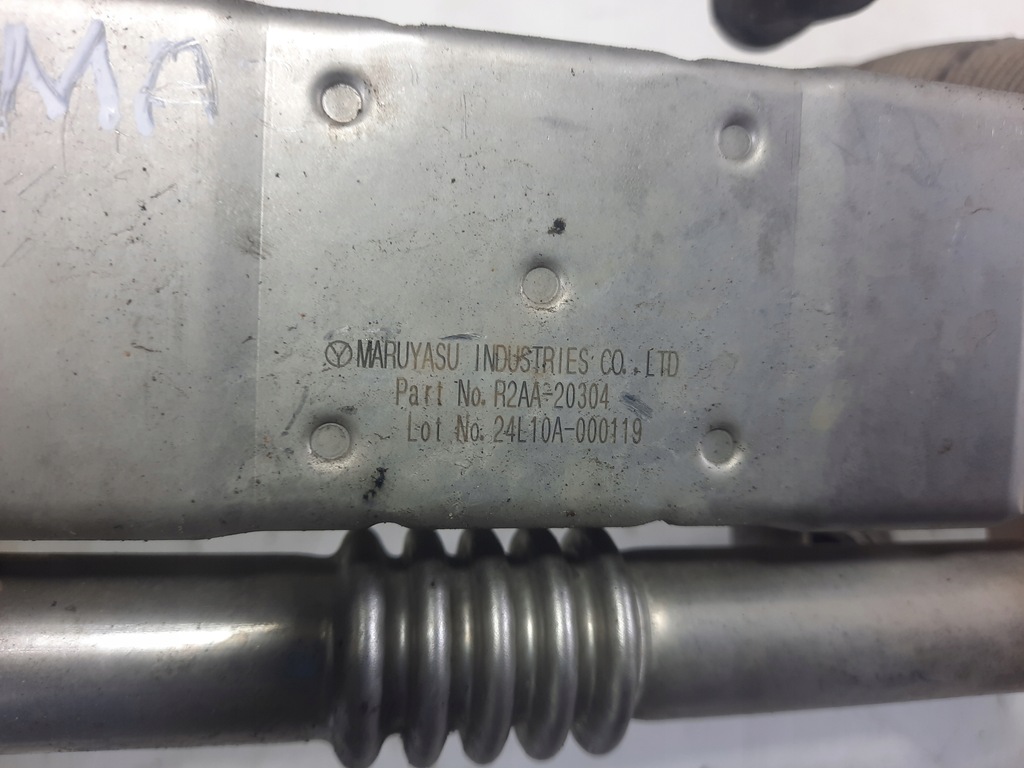 MA
MARUYASU INDUSTRIES CO.,LTD
Part No. R2AA-20304
Lot No. 24L10A-000119